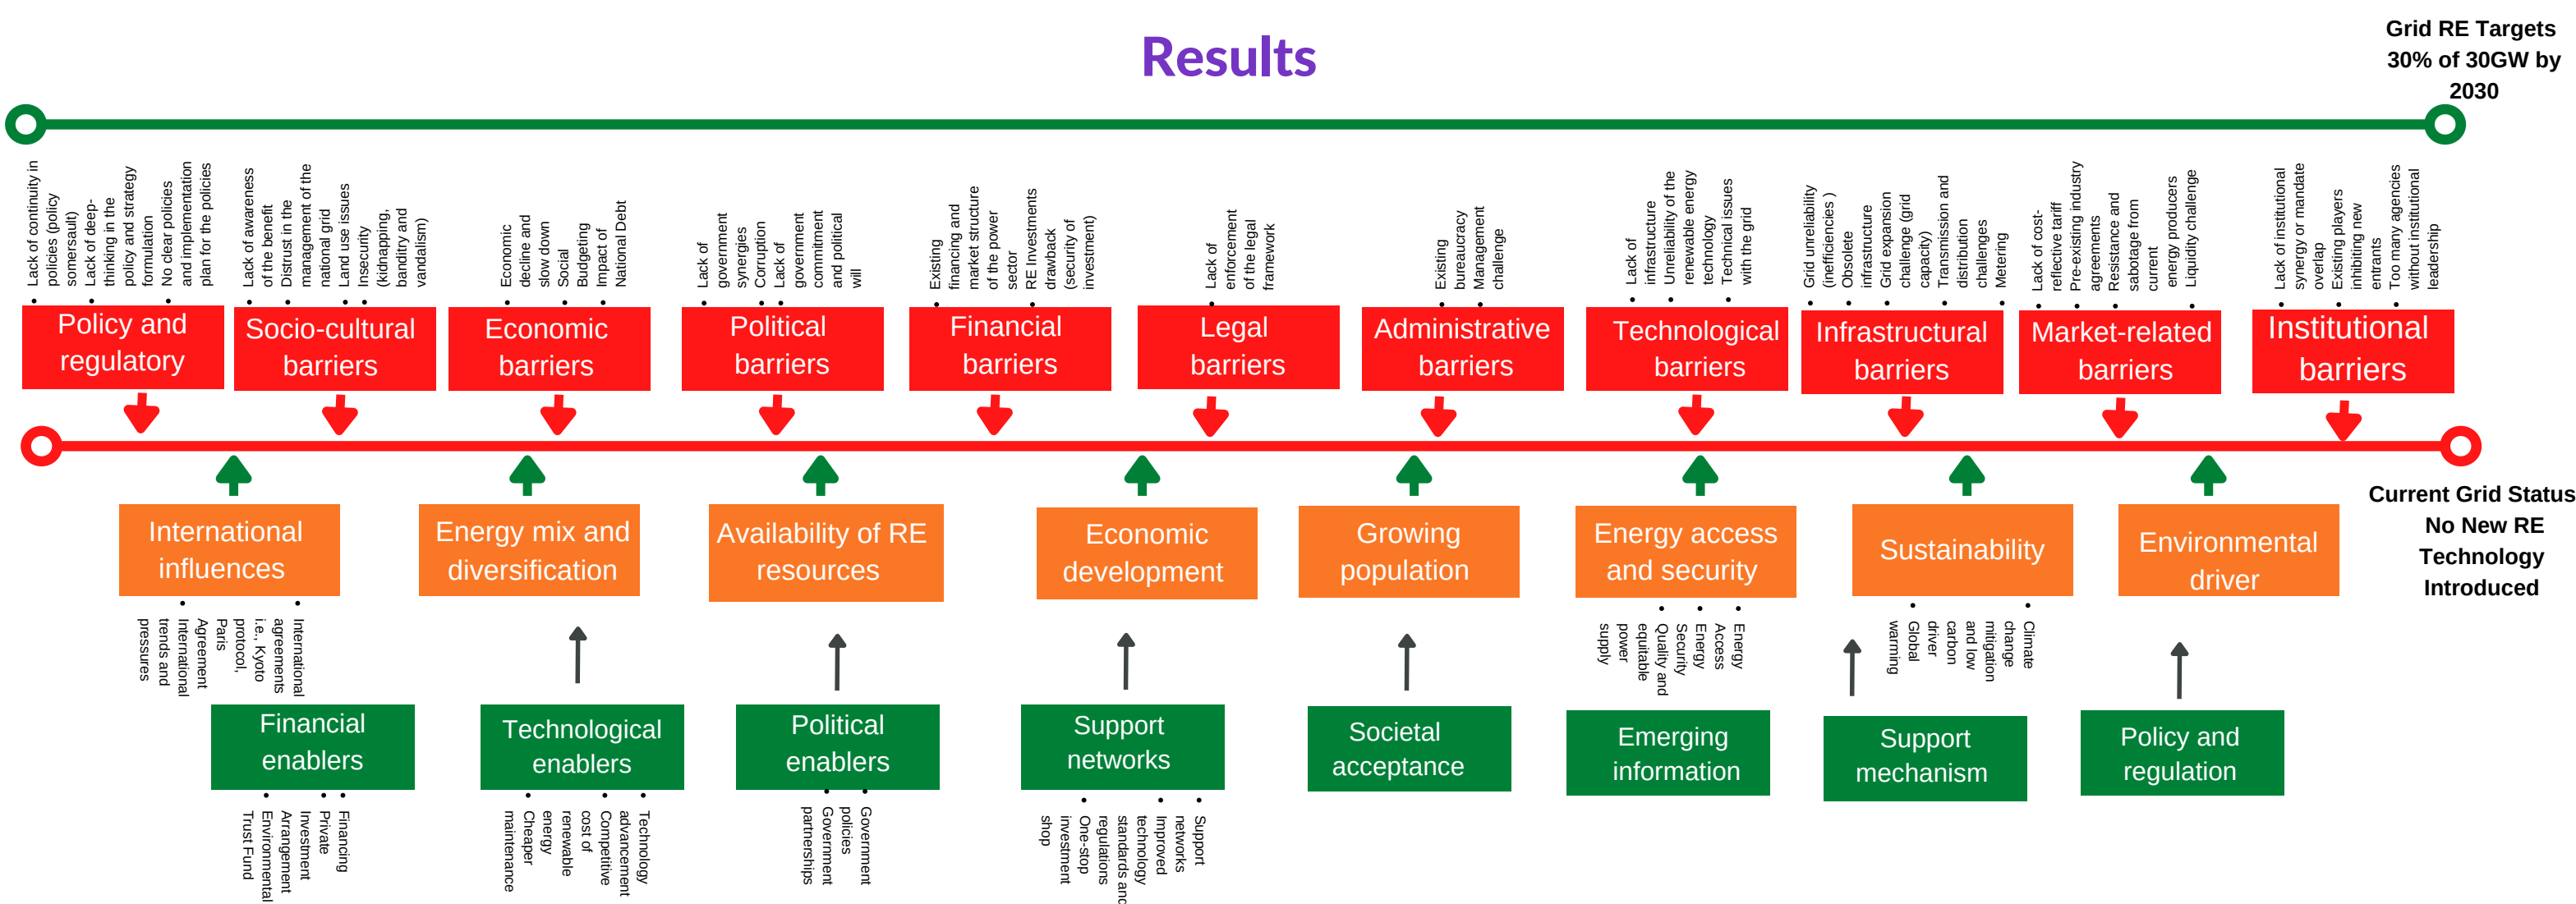 Results
Grid RE Targets
30% of 30GW by
2030
Lack of continuity in
policies (policy
somersault)
Lack of deep-
thinking in the
policy and strategy
formulation
No clear policies
and implementation
plan for the policies
Lack of awareness
of the benefit
Distrust in the
management of the
national grid
Land use issues
Insecurity
(kidnapping,
banditry and
vandalism)
Economic
decline and
slow down
Social
Budgeting
Impact of
National Debt
Lack of
government
synergies
Corruption
Lack of
government
commitment
and political
will
Existing
financing and
market structure
of the power
sector
RE Investments
drawback
(security of
investment)
Lack of
enforcement
of the legal
framework
Existing
bureaucracy
Management
challenge
Lack of
infrastructure
Unreliability of the
renewable energy
technology
Technical issues
with the grid
Grid unreliability
(inefficiencies )
Obsolete
infrastructure
Grid expansion
challenge (grid
capacity)
Transmission and
distribution
challenges
Metering
Lack of cost-
reflective tariff
Pre-existing industry
agreements
Resistance and
sabotage from
current
energy producers
Liquidity challenge
Lack of institutional
synergy or mandate
overlap
Existing players
inhibiting new
entrants
Too many agencies
without institutional
leadership
Policy and
regulatory
Socio-cultural
barriers
Economic
barriers
Political
barriers
Financial
barriers
Legal
barriers
Administrative
barriers
Technological
barriers
Infrastructural
barriers
Market-related
barriers
Institutional
barriers
Current Grid Status
No New RE
Technology
Introduced
International
influences
Energy mix and
diversification
Availability of RE
resources
Economic
development
Growing
population
Energy access
and security
Sustainability
Environmental
driver
International
agreements
i.e., Kyoto
protocol,
Paris
Agreement
International
trends and
pressures
Energy
Access
Energy
Security
Quality and
equitable
power
supply
Climate
change
mitigation
and low
carbon
driver
Global
warming
Financial
enablers
Technological
enablers
Political
enablers
Support
networks
Societal
acceptance
Emerging
information
Support
mechanism
Policy and
regulation
Financing
Private
Investment
Arrangement
Environmental
Trust Fund
Technology
advancement
Competitive
cost of
renewable
energy
Cheaper
maintenance
Government
policies
Government
partnerships
Support
networks
Improved
technology
standards and
regulations
One-stop
investment
shop